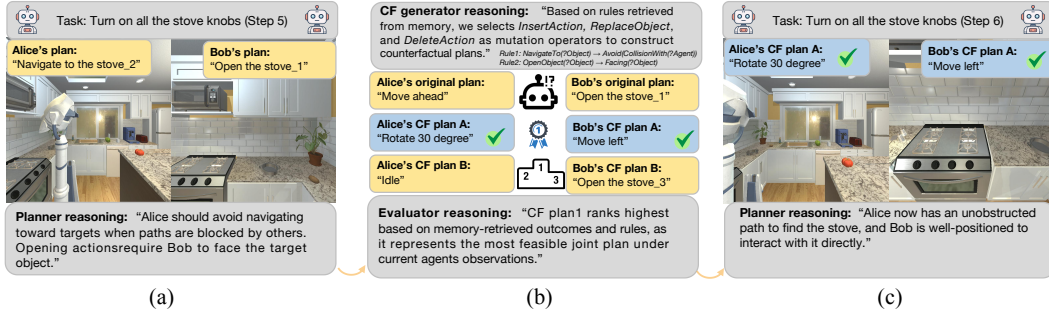 Task: Turn on all the stove knobs (Step 5)
Alice's plan:
"Navigate to the stove_2"
Bob's plan:
"Open the stove_1"
Planner reasoning: "Alice should avoid navigating
toward targets when paths are blocked by others.
Opening actionsrequire Bob to face the target
object."
(a)
CF generator reasoning: "Based on rules retrieved
from memory, we selects InsertAction, ReplaceObject,
and DeleteAction as mutation operators to construct
counterfactual plans." Rule1: NavigateTo(?Object) → Avoid(CollisionWith(?Agent))
Rule2: OpenObject(?Object) → Facing(?Object)
Alice's original plan:
"Move ahead"
!?
Bob's original plan:
"Open the stove_1"
Alice's CF plan A:
"Rotate 30 degree"
1
Bob's CF plan A:
"Move left"
Alice's CF plan B:
"Idle"
2 1 3
Bob's CF plan B:
"Open the stove_3"
Evaluator reasoning: "CF plan1 ranks highest
based on memory-retrieved outcomes and rules, as
it represents the most feasible joint plan under
current agents observations."
(b)
Task: Turn on all the stove knobs (Step 6)
Alice's CF plan A:
"Rotate 30 degree"
Bob's CF plan A:
"Move left"
Planner reasoning: "Alice now has an unobstructed
path to find the stove, and Bob is well-positioned to
interact with it directly."
(c)